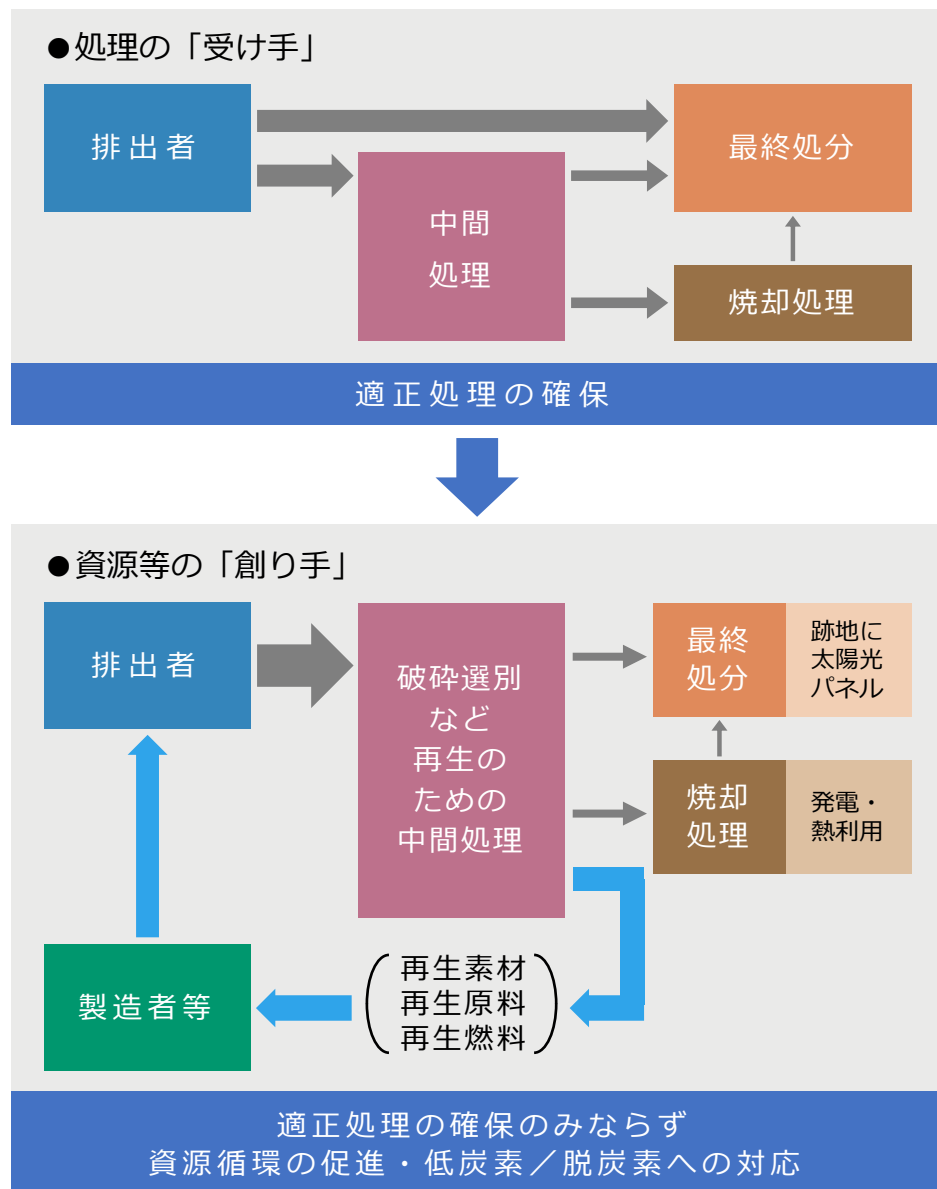 ●処理の「受け手」
排出者
最終処分
中間
処理
焼却処理
適正処理の確保
●資源等の「創り手」
排出者
破砕選別
など
再生の
ための
中間処理
最終
処分
跡地に
太陽光
パネル
焼却
処理
発電・
熱利用
製造者等
再生素材
再生原料
再生燃料
適正処理の確保のみならず
資源循環の促進・低炭素／脱炭素への対応